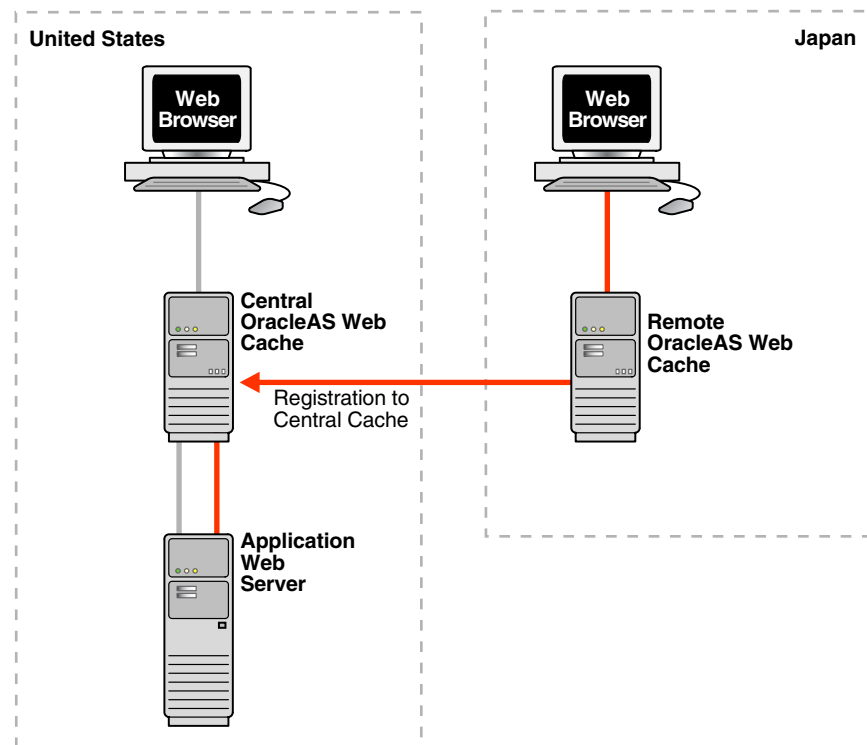 United States
Japan
Web
Browser
Web
Browser
Central
OracleAS Web
Cache
Remote
OracleAS Web
Cache
Registration to
Central Cache
Application
Web
Server